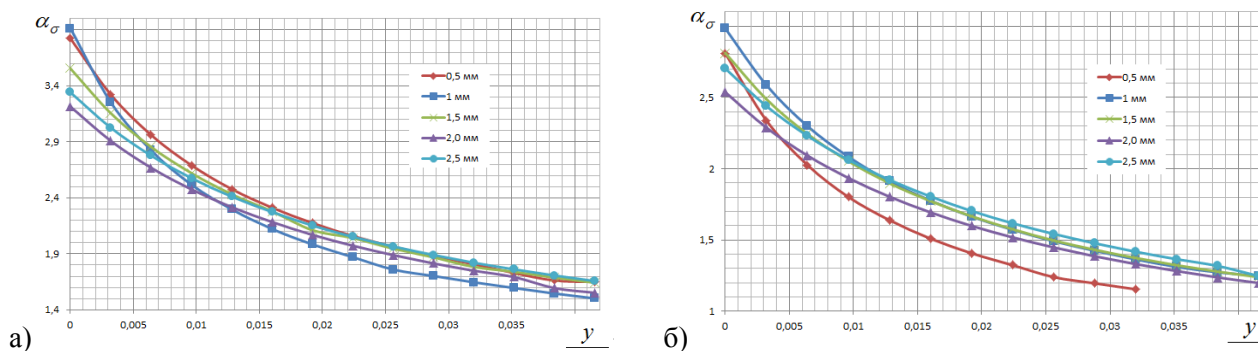 α_σ
3,4
2,9
2,4
1,9
1,4
0 0,005 0,01 0,015 0,02 0,025 0,03 0,035
y
0,5 мм
1 мм
1,5 мм
2,0 мм
2,5 мм
а)
α_σ
2,5
2
1,5
1
0 0,005 0,01 0,015 0,02 0,025 0,03 0,035
y
0,5 мм
1 мм
1,5 мм
2,0 мм
2,5 мм
б)